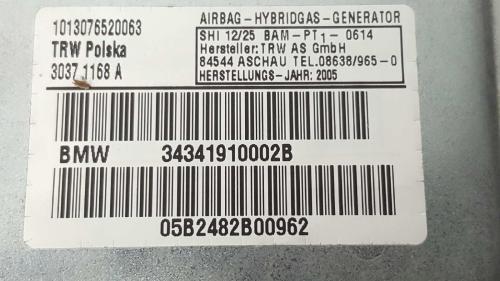 1013076520063
TRW Polska
3037.1168 A
AIRBAG-HYBRIDGAS-GENERATOR
SHI 12/25 BAM-PT1-0614
Hersteller:TRW AS GmbH
84544 ASCHAU TEL.08638/965-0
HERSTELLUNGS-JAHR: 2005
BMW 34341910002B
05B2482B00962